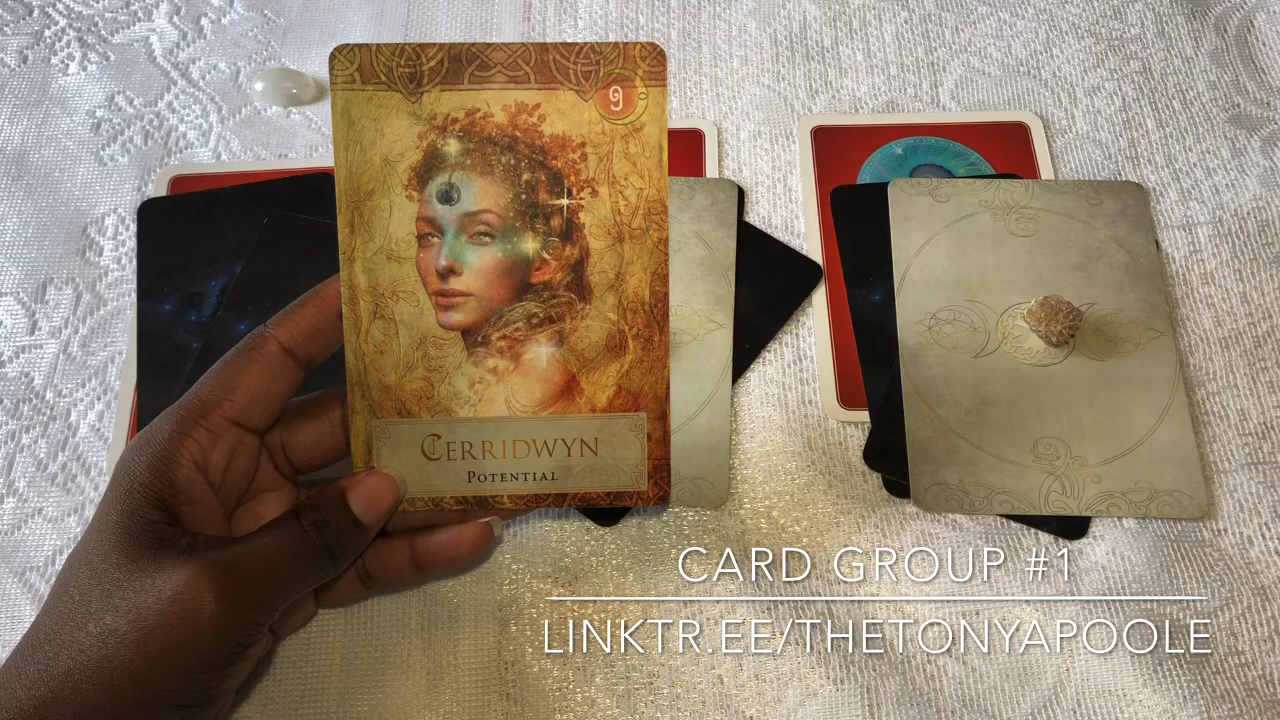 9
CERRIDWYN
POTENTIAL
CARD GROUP #1
LINKTR.EE/THETONYAPOOLE